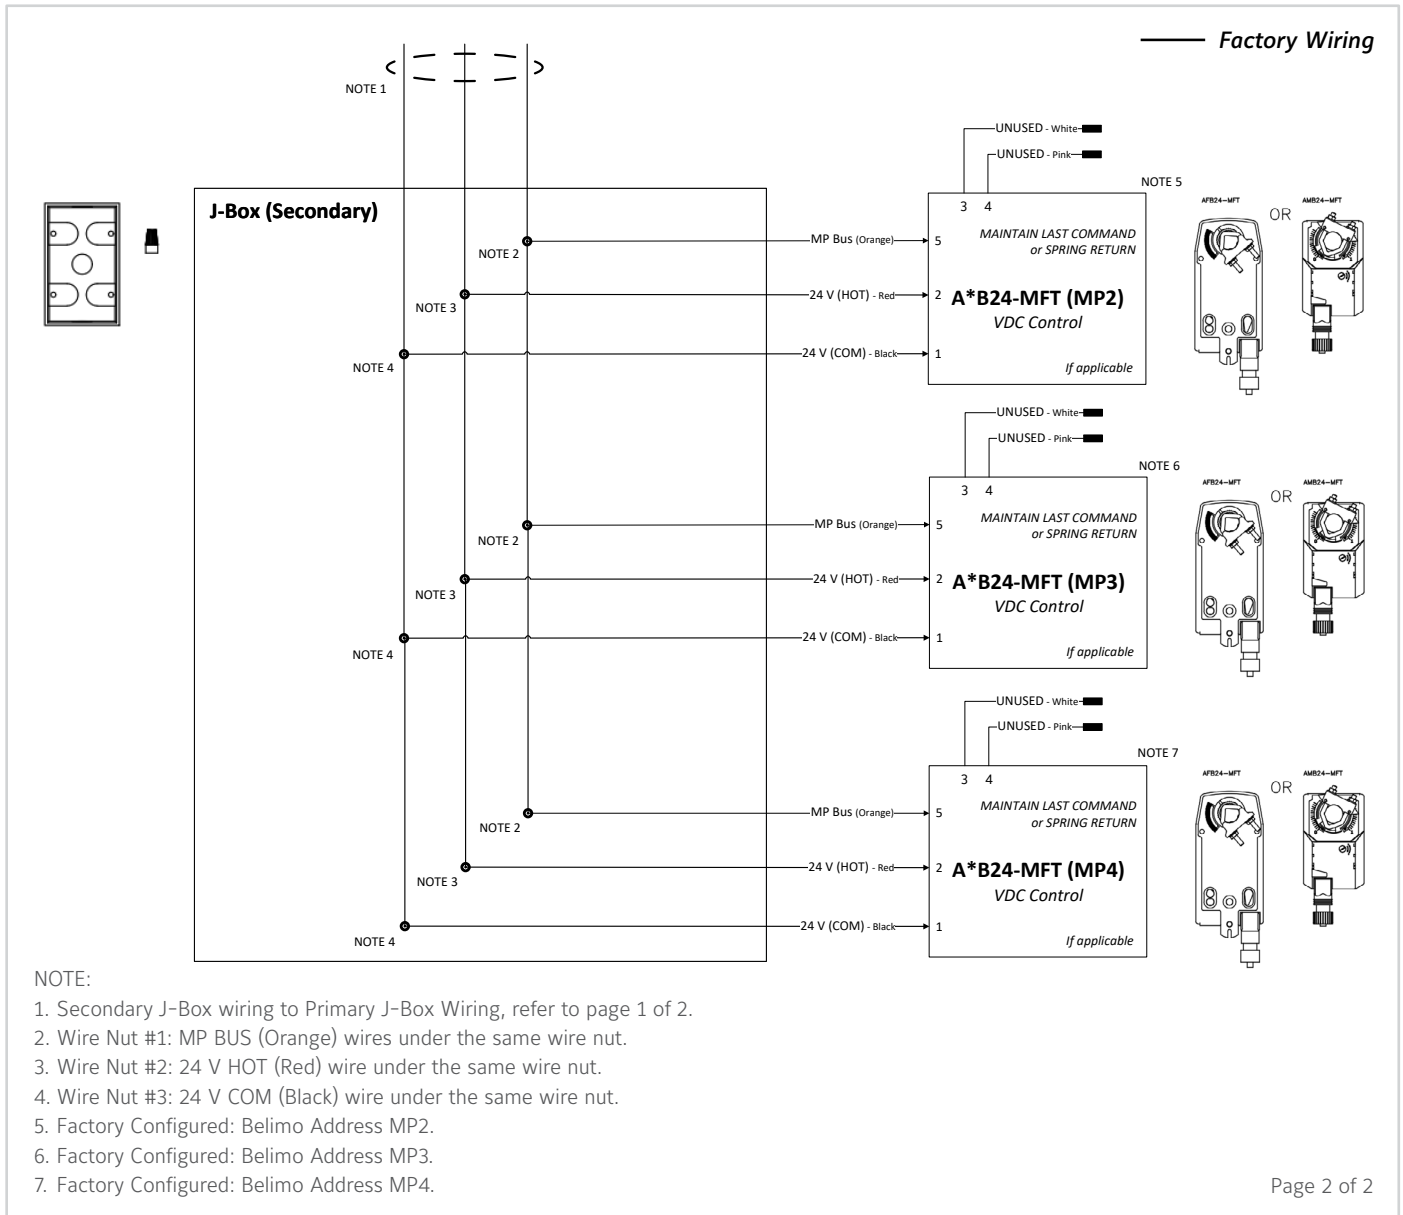 Factory Wiring
NOTE 1
J-Box (Secondary)
UNUSED - White
UNUSED - Pink
NOTE 5
3 4
MP Bus (Orange)
5
MAINTAIN LAST COMMAND
or SPRING RETURN
NOTE 2
24 V (HOT) - Red
2
A*B24-MFT (MP2)
VDC Control
NOTE 3
24 V (COM) - Black
1
If applicable
NOTE 4
AFB24-MFT
OR
AMB24-MFT
UNUSED - White
UNUSED - Pink
NOTE 6
3 4
MP Bus (Orange)
5
MAINTAIN LAST COMMAND
or SPRING RETURN
NOTE 2
24 V (HOT) - Red
2
A*B24-MFT (MP3)
VDC Control
NOTE 3
24 V (COM) - Black
1
If applicable
NOTE 4
AFB24-MFT
OR
AMB24-MFT
UNUSED - White
UNUSED - Pink
NOTE 7
3 4
MP Bus (Orange)
5
MAINTAIN LAST COMMAND
or SPRING RETURN
NOTE 2
24 V (HOT) - Red
2
A*B24-MFT (MP4)
VDC Control
NOTE 3
24 V (COM) - Black
1
If applicable
NOTE 4
AFB24-MFT
OR
AMB24-MFT
NOTE:
1. Secondary J-Box wiring to Primary J-Box Wiring, refer to page 1 of 2.
2. Wire Nut #1: MP BUS (Orange) wires under the same wire nut.
3. Wire Nut #2: 24 V HOT (Red) wire under the same wire nut.
4. Wire Nut #3: 24 V COM (Black) wire under the same wire nut.
5. Factory Configured: Belimo Address MP2.
6. Factory Configured: Belimo Address MP3.
7. Factory Configured: Belimo Address MP4.
Page 2 of 2